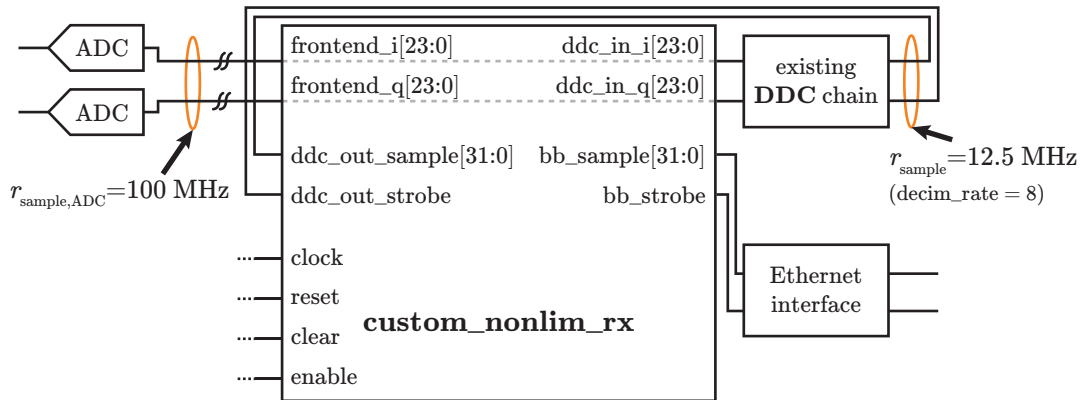 ADC
frontend_i[23:0]
ddc_in_i[23:0]
existing
DDC chain
ADC
frontend_q[23:0]
ddc_in_q[23:0]
r_sample,ADC=100 MHz
ddc_out_sample[31:0]
bb_sample[31:0]
r_sample=12.5 MHz
(decim_rate = 8)
ddc_out_strobe
bb_strobe
clock
reset
clear
enable
custom_nonlim_rx
Ethernet
interface